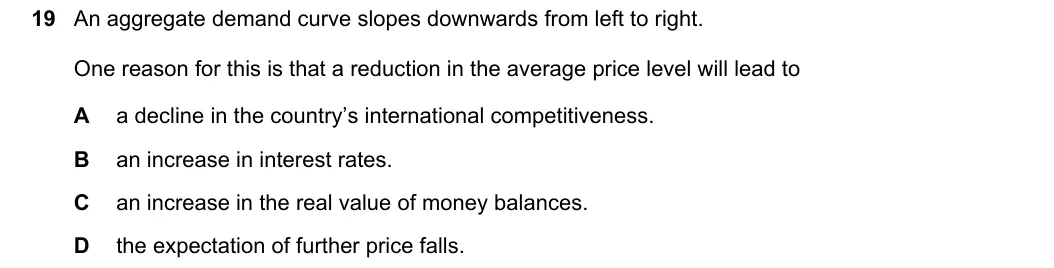 19 An aggregate demand curve slopes downwards from left to right.
One reason for this is that a reduction in the average price level will lead to
A a decline in the country’s international competitiveness.
B an increase in interest rates.
C an increase in the real value of money balances.
D the expectation of further price falls.